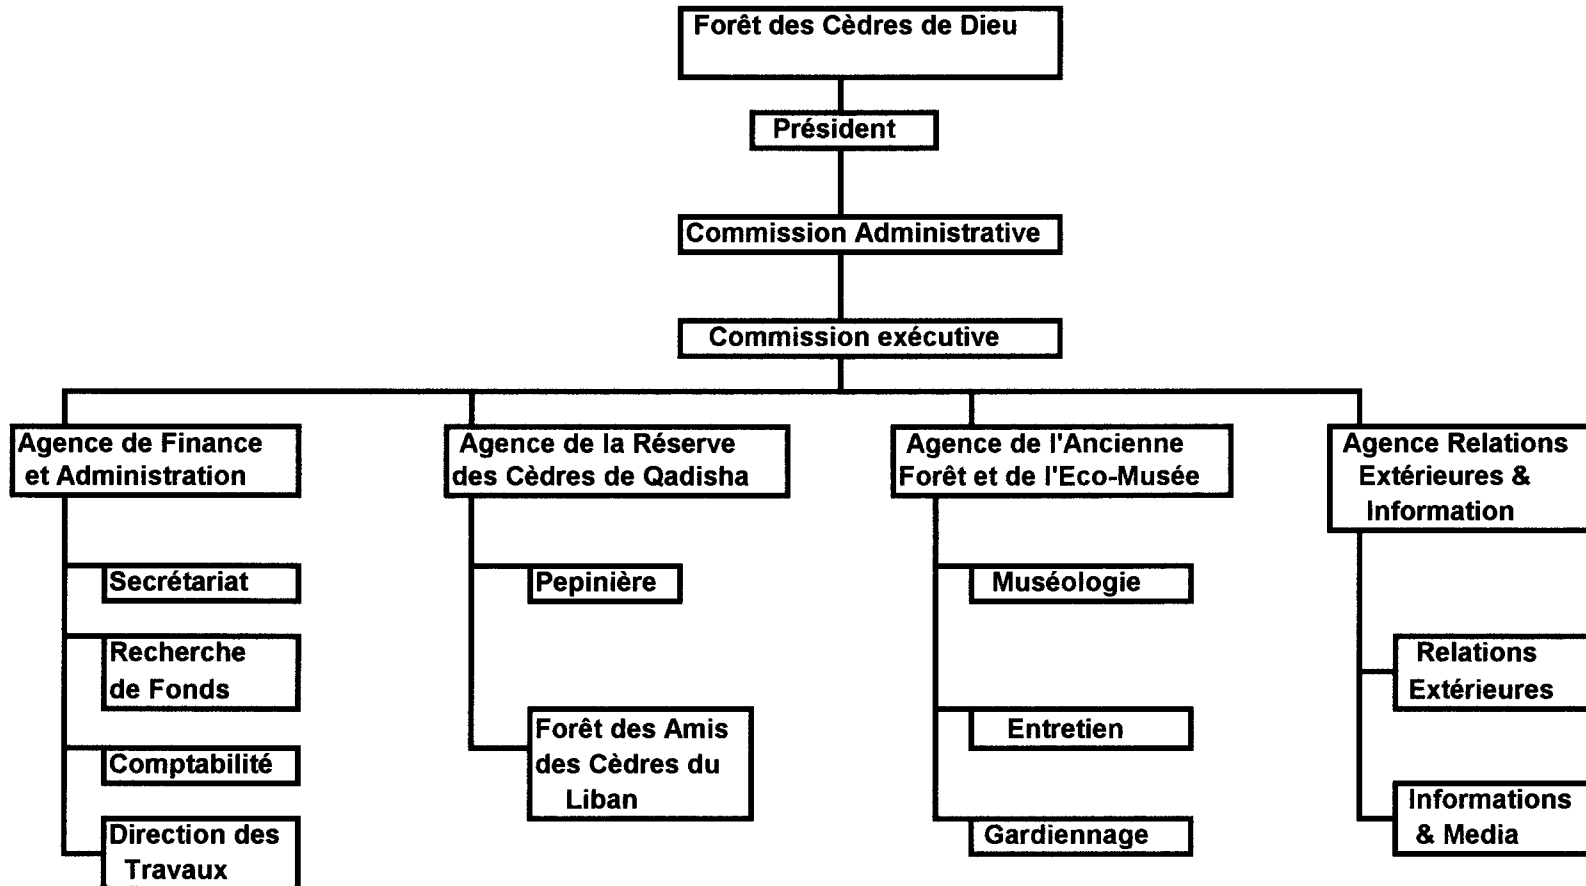 Forêt des Cèdres de Dieu
Président
Commission Administrative
Commission exécutive
Agence de Finance
et Administration
Secrétariat
Recherche
de Fonds
Comptabilité
Direction des
Travaux
Agence de la Réserve
des Cèdres de Qadisha
Pepinière
Forêt des Amis
des Cèdres du
Liban
Agence de l'Ancienne
Forêt et de l'Eco-Musée
Muséologie
Entretien
Gardiennage
Agence Relations
Extérieures &
Information
Relations
Extérieures
Informations
& Media